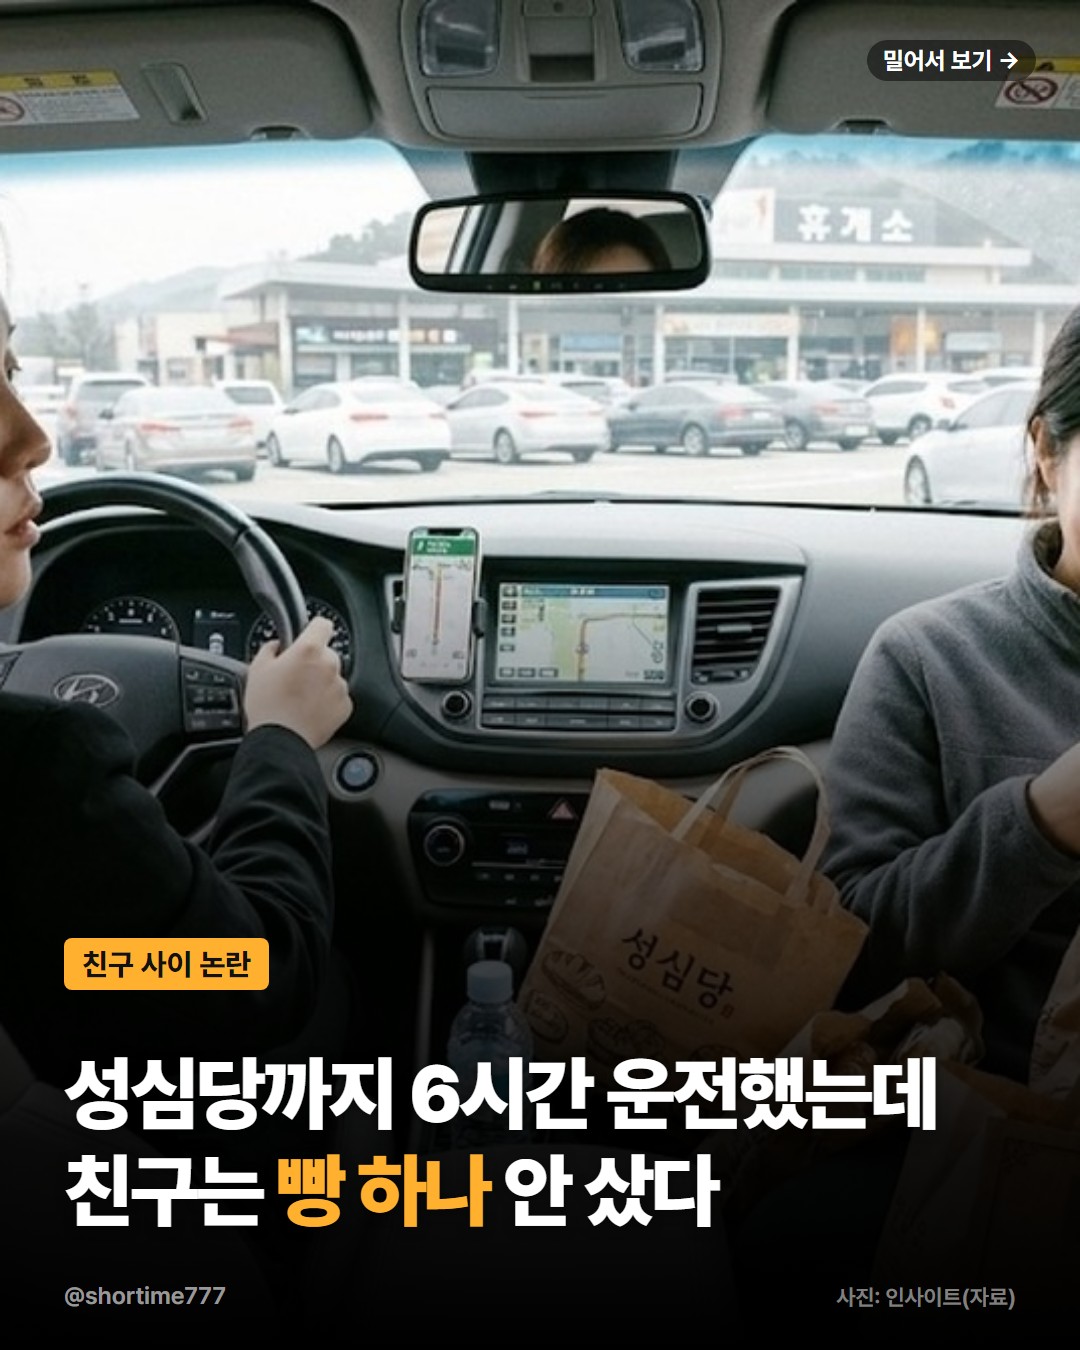 밀어서 보기 →
휴게소
성심당
친구 사이 논란
성심당까지 6시간 운전했는데
친구는 빵 하나 안 샀다
@shortime777
사진: 인사이트(자료)